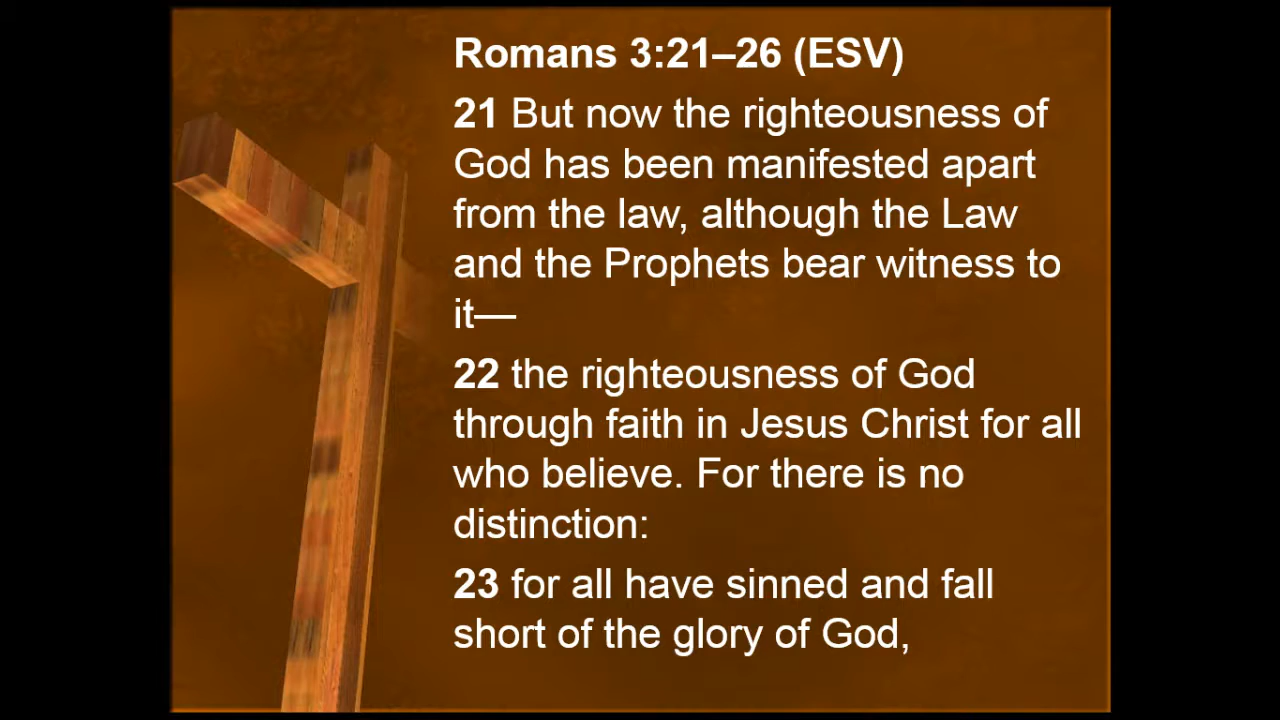 Romans 3:21–26 (ESV)
21 But now the righteousness of
God has been manifested apart
from the law, although the Law
and the Prophets bear witness to
it—
22 the righteousness of God
through faith in Jesus Christ for all
who believe. For there is no
distinction:
23 for all have sinned and fall
short of the glory of God,